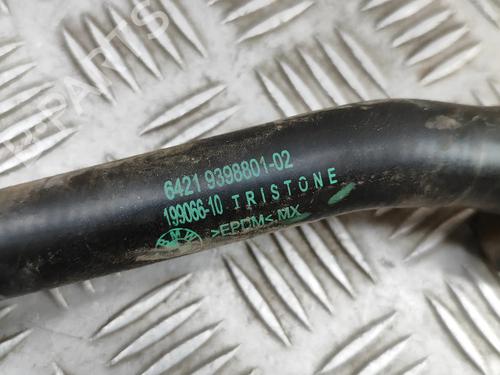 6421 9398801-02
199066-10 TRISTONE
>EPDM< MX